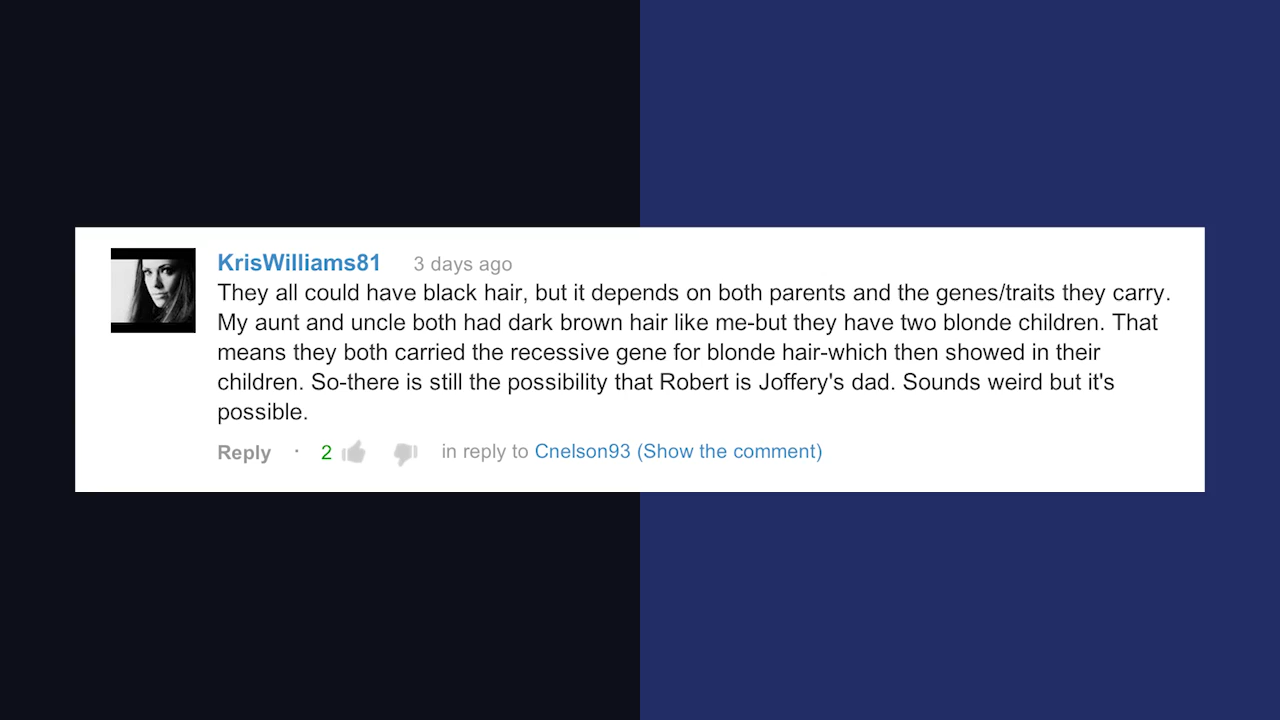 KrisWilliams81 3 days ago
They all could have black hair, but it depends on both parents and the genes/traits they carry.
My aunt and uncle both had dark brown hair like me-but they have two blonde children. That
means they both carried the recessive gene for blonde hair-which then showed in their
children. So-there is still the possibility that Robert is Joffery's dad. Sounds weird but it's
possible.
Reply · 2 in reply to Cnelson93 (Show the comment)